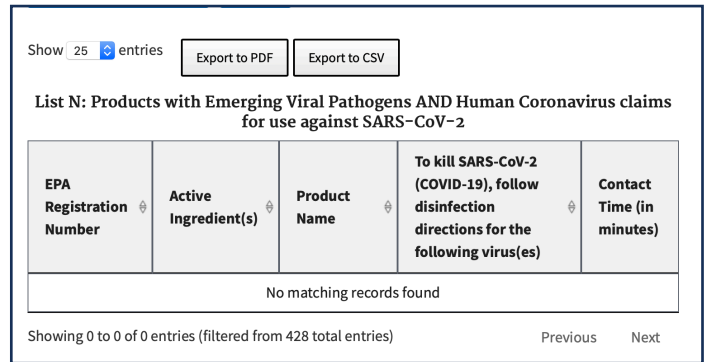 Show 25 entries Export to PDF Export to CSV
List N: Products with Emerging Viral Pathogens AND Human Coronavirus claims
for use against SARS-CoV-2
EPA
Registration
Number
Active
Ingredient(s)
Product
Name
To kill SARS-CoV-2
(COVID-19), follow
disinfection
directions for the
following virus(es)
Contact
Time (in
minutes)
No matching records found
Showing 0 to 0 of 0 entries (filtered from 428 total entries) Previous Next